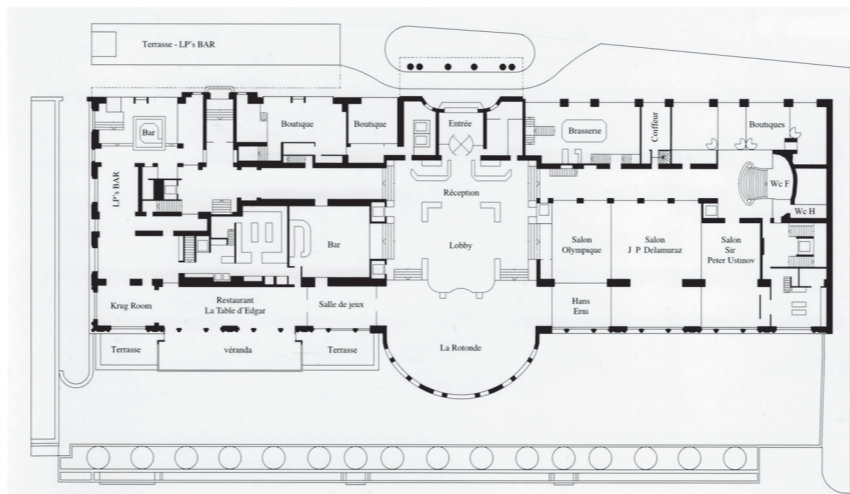 Terrasse - LP's BAR
Bar
Boutique
Boutique
Entrée
Brasserie
Coiffeur
Boutiques
LP's BAR
Réception
Wc F
Wc H
Bar
Lobby
Salon
Olympsque
Salon
J P Delamuraz
Salon
Sir
Peter Ustinov
Krug Room
Restaurant
La Table d'Edgar
Salle de jeux
Hans
Erns
Terrasse
véranda
Terrasse
La Rotonde